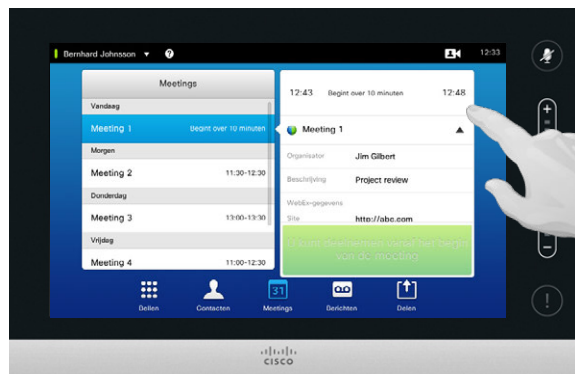 Bernhard Johnsson
?
12:33
Meetings
Vandaag
Meeting 1 Begint over 10 minuten
Morgen
Meeting 2 11:30-12:30
Donderdag
Meeting 3 13:00-13:30
Vrijdag
Meeting 4 11:00-12:30
12:43 Begint over 10 minuten 12:48
Meeting 1
Organisator Jim Gilbert
Beschrijving Project review
WebEx-gegevens
Site http://abc.com
U kunt deelnemen vanaf het begin
van de meeting
Bellen
Contacten
31
Meetings
Berichten
Delen
CISCO